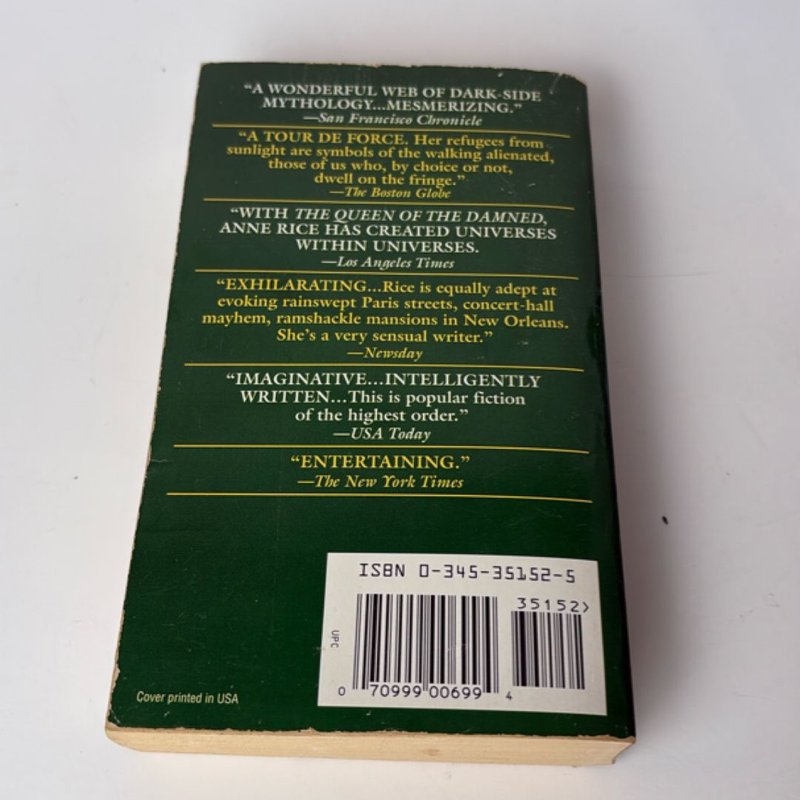 “A WONDERFUL WEB OF DARK-SIDE
MYTHOLOGY...MESMERIZING.”
—San Francisco Chronicle
“A TOUR DE FORCE. Her refugees from
sunlight are symbols of the walking alienated,
those of us who, by choice or not,
dwell on the fringe.”
—The Boston Globe
“WITH THE QUEEN OF THE DAMNED,
ANNE RICE HAS CREATED UNIVERSES
WITHIN UNIVERSES.
—Los Angeles Times
“EXHILARATING...Rice is equally adept at
evoking rainswept Paris streets, concert-hall
mayhem, ramshackle mansions in New Orleans.
She’s a very sensual writer.”
—Newsday
“IMAGINATIVE...INTELLIGENTLY
WRITTEN...This is popular fiction
of the highest order.”
—USA Today
“ENTERTAINING.”
—The New York Times
ISBN 0-345-35152-5
35152>
UPC
0 70999 00699 4
Cover printed in USA